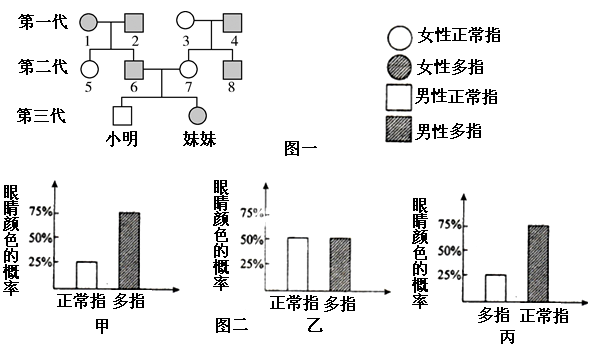 第一代
1 2 3 4
第二代
5 6 7 8
第三代
小明 妹妹
图一
女性正常指
女性多指
男性正常指
男性多指
眼睛颜色的概率
75%
50%
25%
正常指 多指
甲
图二
眼睛颜色的概率
75%
50%
25%
正常指 多指
乙
眼睛颜色的概率
75%
50%
25%
多指 正常指
丙